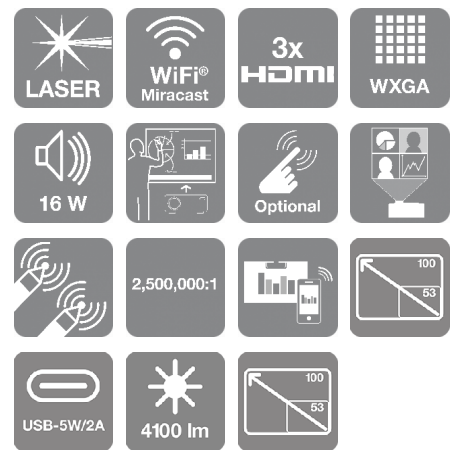 LASER
WiFi®
Miracast
3x
HDMI
WXGA
16 W
Optional
2,500,000:1
100
53
USB-5W/2A
4100 lm
100
53